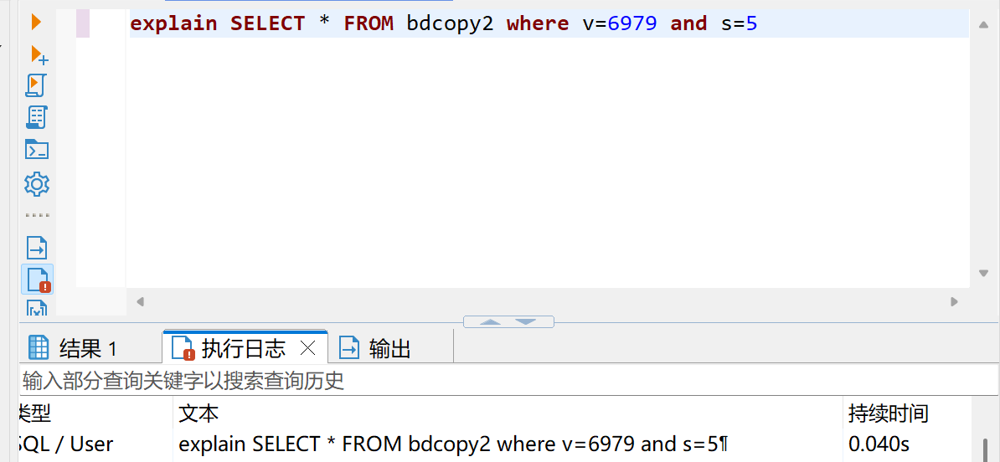 explain SELECT * FROM bdcopy2 where v=6979 and s=5
结果 1 执行日志 输出
输入部分查询关键字以搜索查询历史
类型 文本 持续时间
SQL / User explain SELECT * FROM bdcopy2 where v=6979 and s=5¶ 0.040s